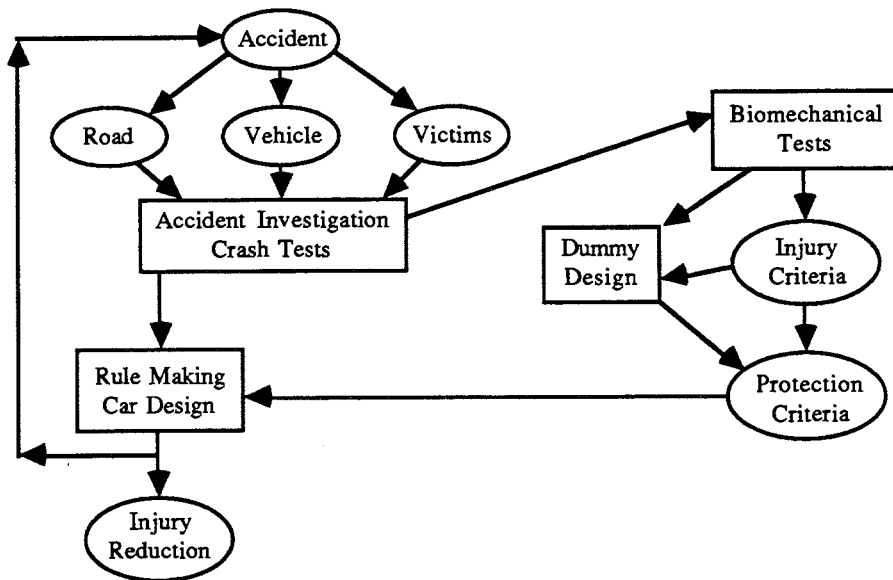 Accident
Road
Vehicle
Victims
Biomechanical
Tests
Accident Investigation
Crash Tests
Dummy
Design
Injury
Criteria
Rule Making
Car Design
Protection
Criteria
Injury
Reduction